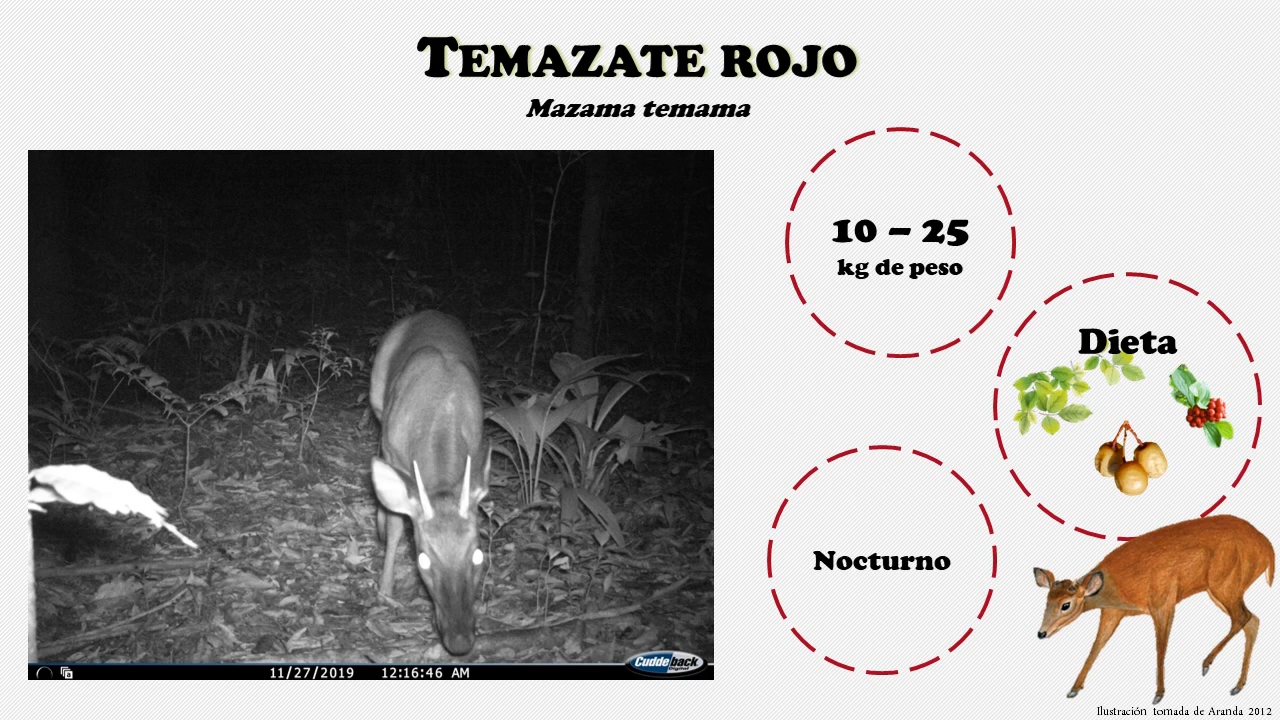 TEMAZATE ROJO
Mazama temama
10 – 25
kg de peso
Dieta
Nocturno
11/27/2019 12:16:46 AM
Cuddeback
Digital
Ilustración tomada de Aranda 2012